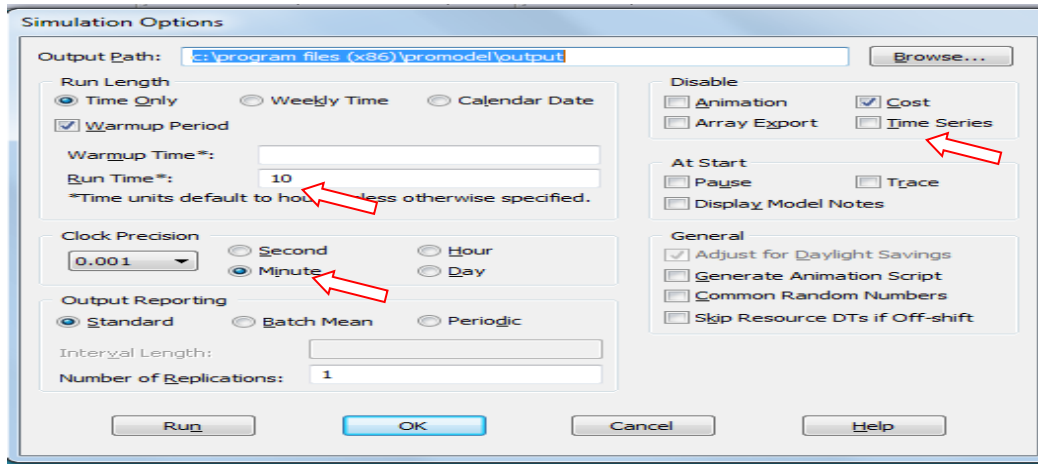 Simulation Options
Output Path: c:\program files (x86)\promodel\output Browse...
Run Length
Time Only Weekly Time Calendar Date
Warmup Period
Warmup Time*:
Run Time*: 10
*Time units default to hou less otherwise specified.
Clock Precision
0.001 Second Hour
Minute Day
Output Reporting
Standard Batch Mean Periodic
Interval Length:
Number of Replications: 1
Disable
Animation Cost
Array Export Time Series
At Start
Pause Trace
Display Model Notes
General
Adjust for Daylight Savings
Generate Animation Script
Common Random Numbers
Skip Resource DTs if Off-shift
Run OK Cancel Help